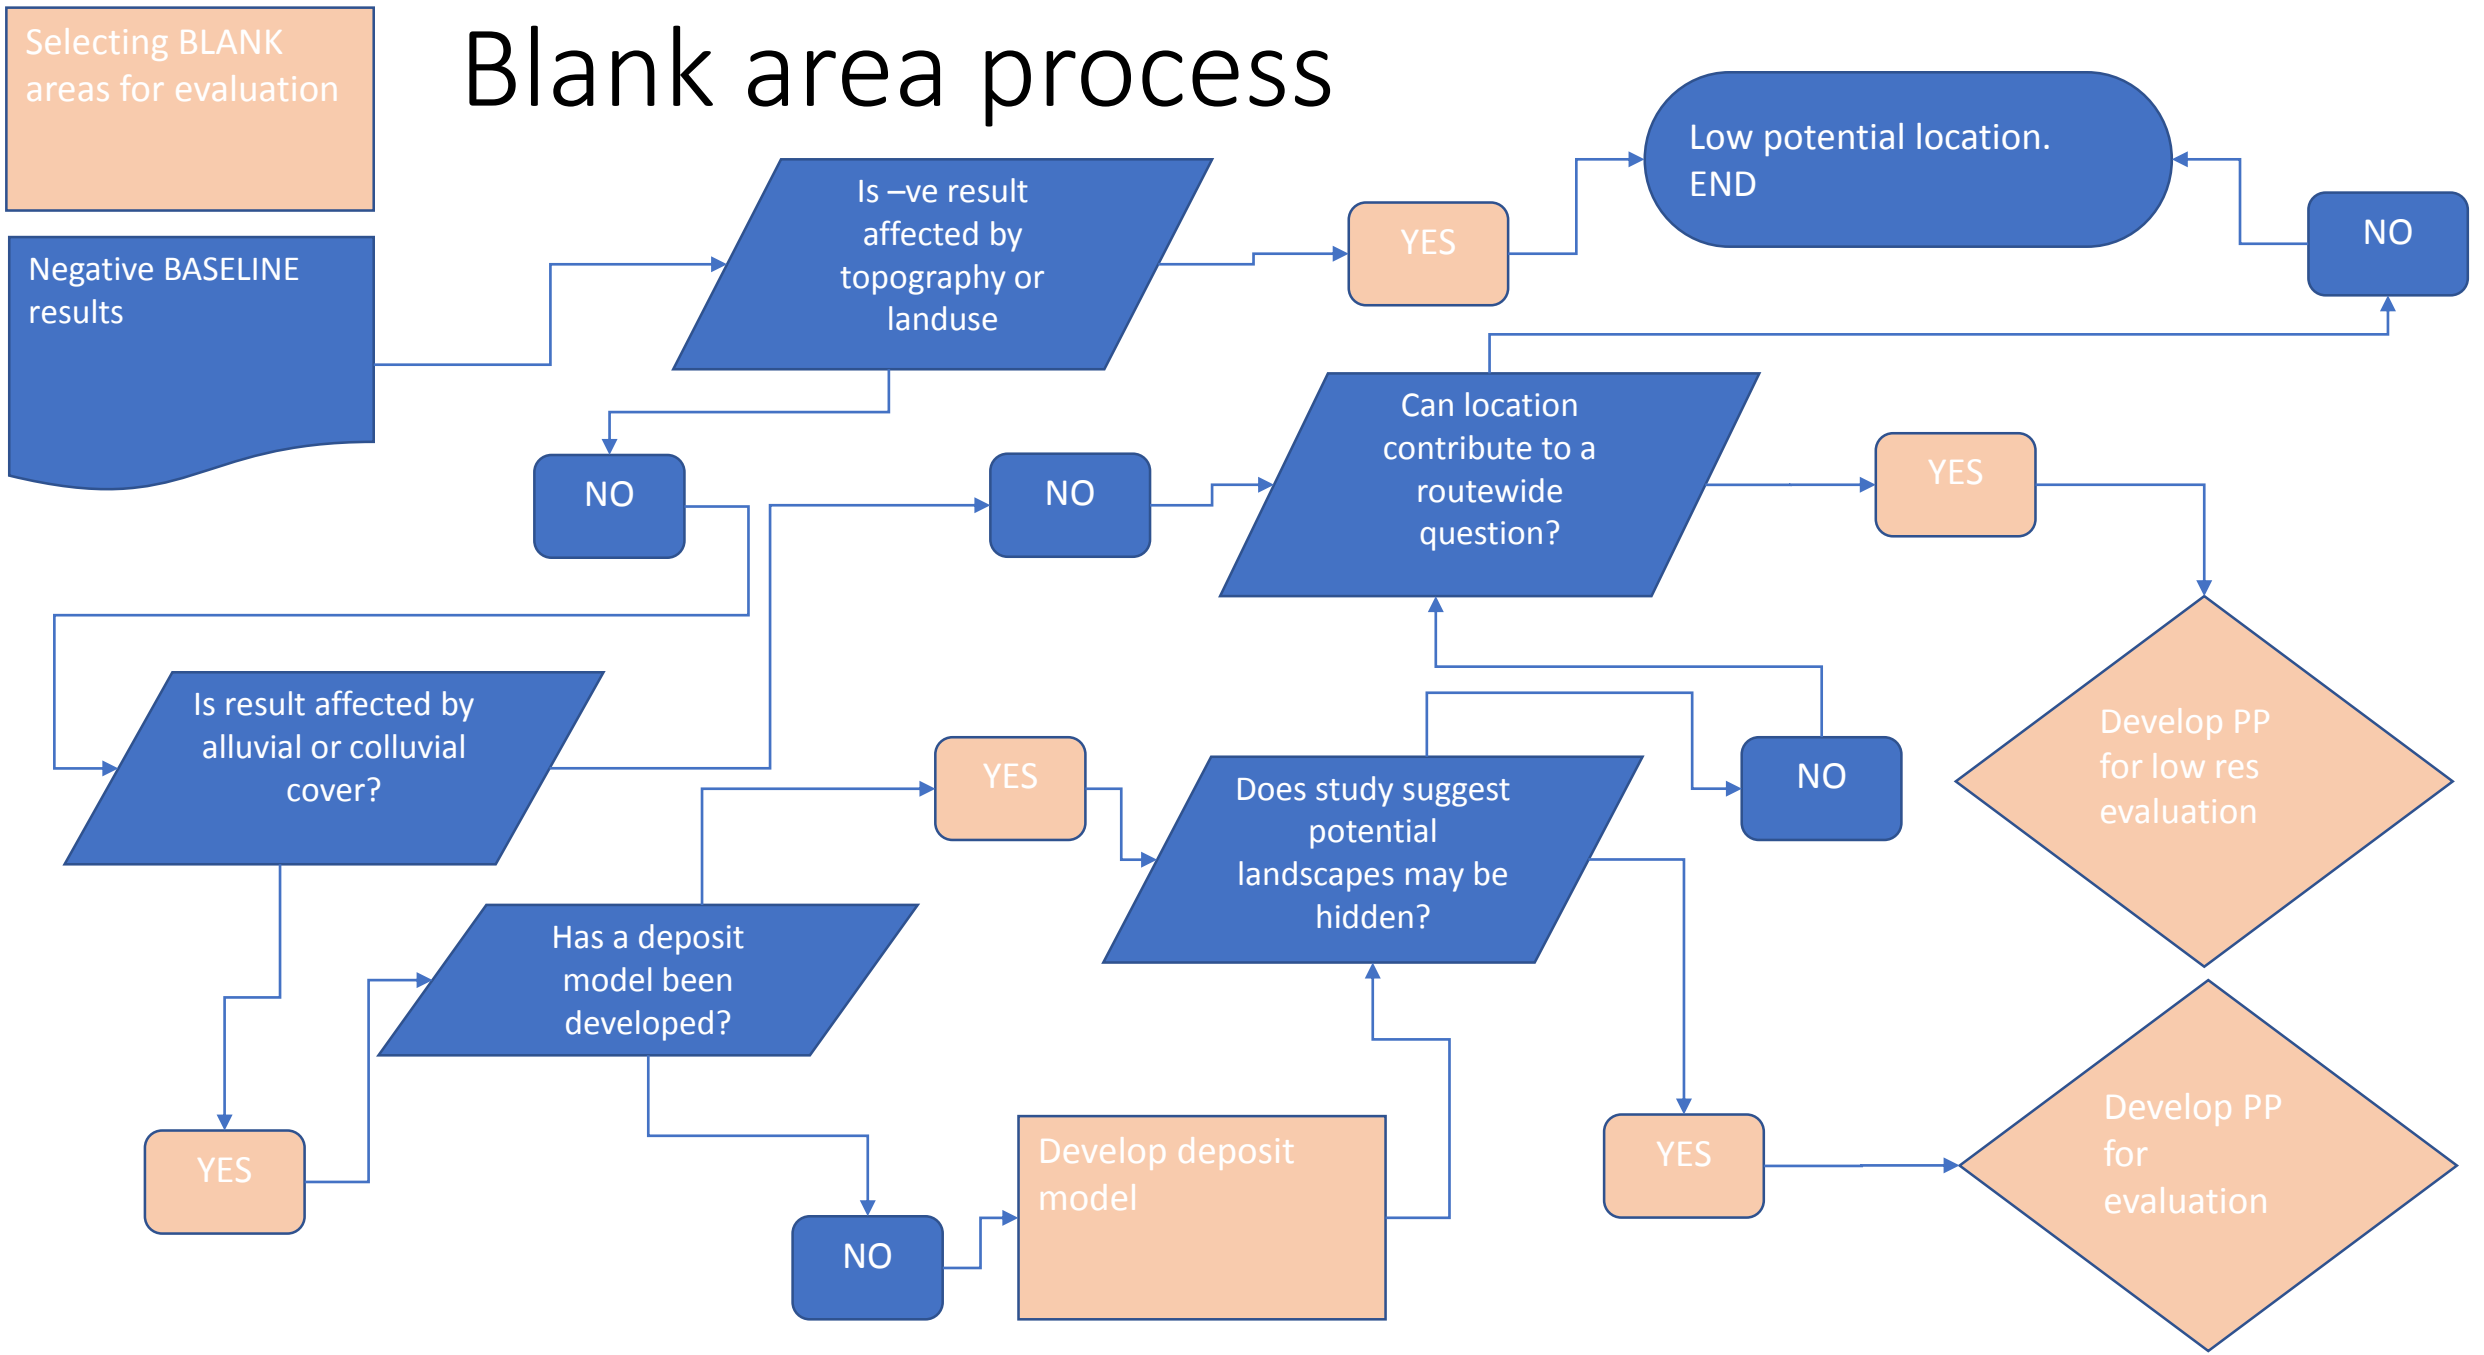 Selecting BLANK
areas for evaluation
Blank area process
Negative BASELINE
results
Is –ve result
affected by
topography or
landuse
YES
Low potential location.
END
NO
NO
NO
Can location
contribute to a
routewide
question?
YES
Is result affected by
alluvial or colluvial
cover?
YES
Does study suggest
potential
landscapes may be
hidden?
NO
Develop PP
for low res
evaluation
Has a deposit
model been
developed?
YES
NO
Develop deposit
model
YES
Develop PP
for
evaluation